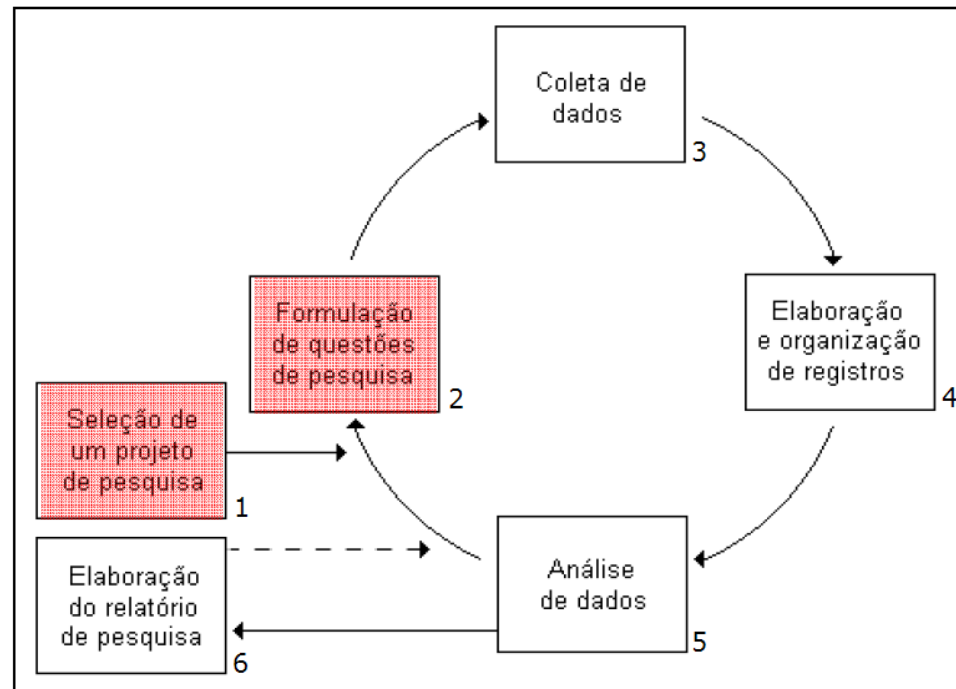 Coleta de
dados
3
Formulação
de questões
de pesquisa
2
Elaboração
e organização
de registros
4
Seleção de
um projeto
de pesquisa
1
Análise
de dados
5
Elaboração
do relatório
de pesquisa
6